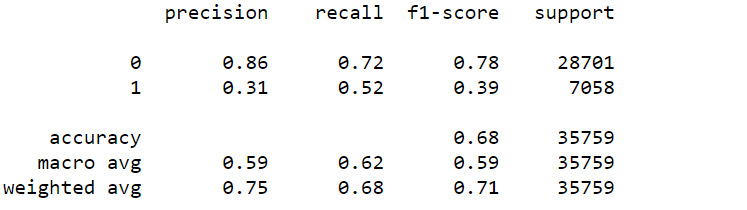 precision recall f1-score support
0 0.86 0.72 0.78 28701
1 0.31 0.52 0.39 7058
accuracy 0.68 35759
macro avg 0.59 0.62 0.59 35759
weighted avg 0.75 0.68 0.71 35759